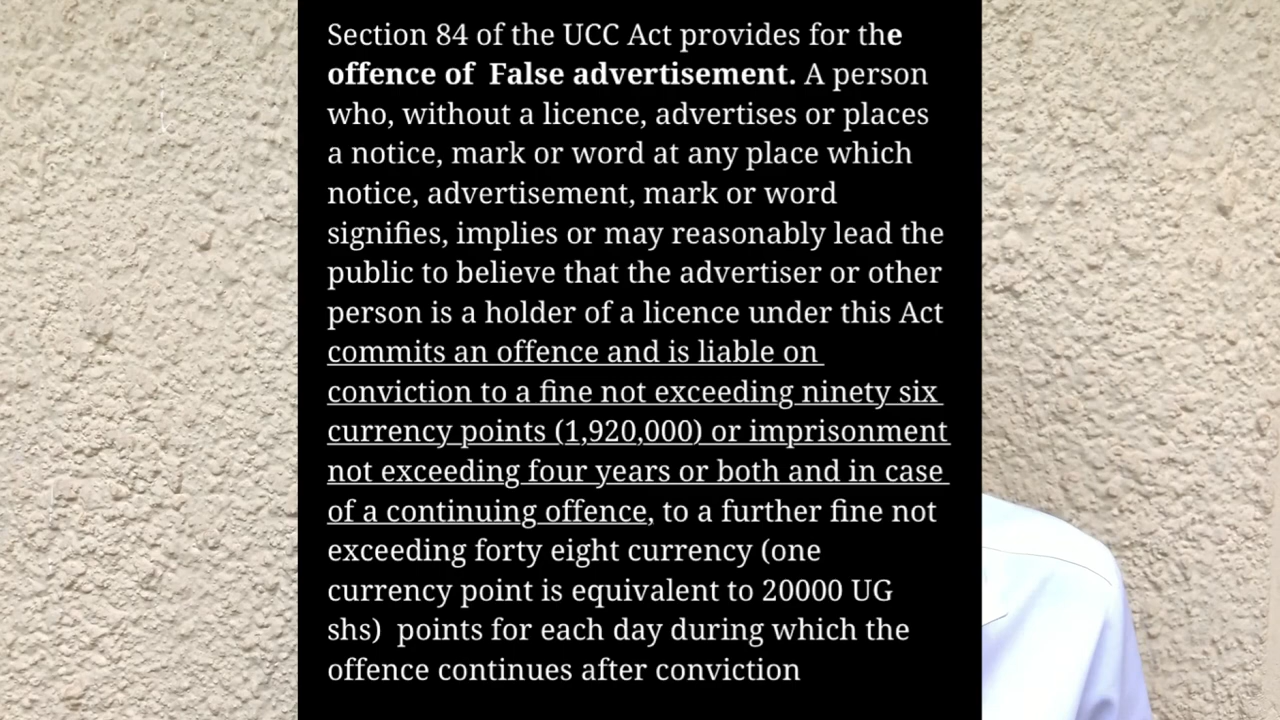 Section 84 of the UCC Act provides for the
offence of  False advertisement. A person
who, without a licence, advertises or places
a notice, mark or word at any place which
notice, advertisement, mark or word
signifies, implies or may reasonably lead the
public to believe that the advertiser or other
person is a holder of a licence under this Act
commits an offence and is liable on
conviction to a fine not exceeding ninety six
currency points (1,920,000) or imprisonment
not exceeding four years or both and in case
of a continuing offence, to a further fine not
exceeding forty eight currency (one
currency point is equivalent to 20000 UG
shs)  points for each day during which the
offence continues after conviction